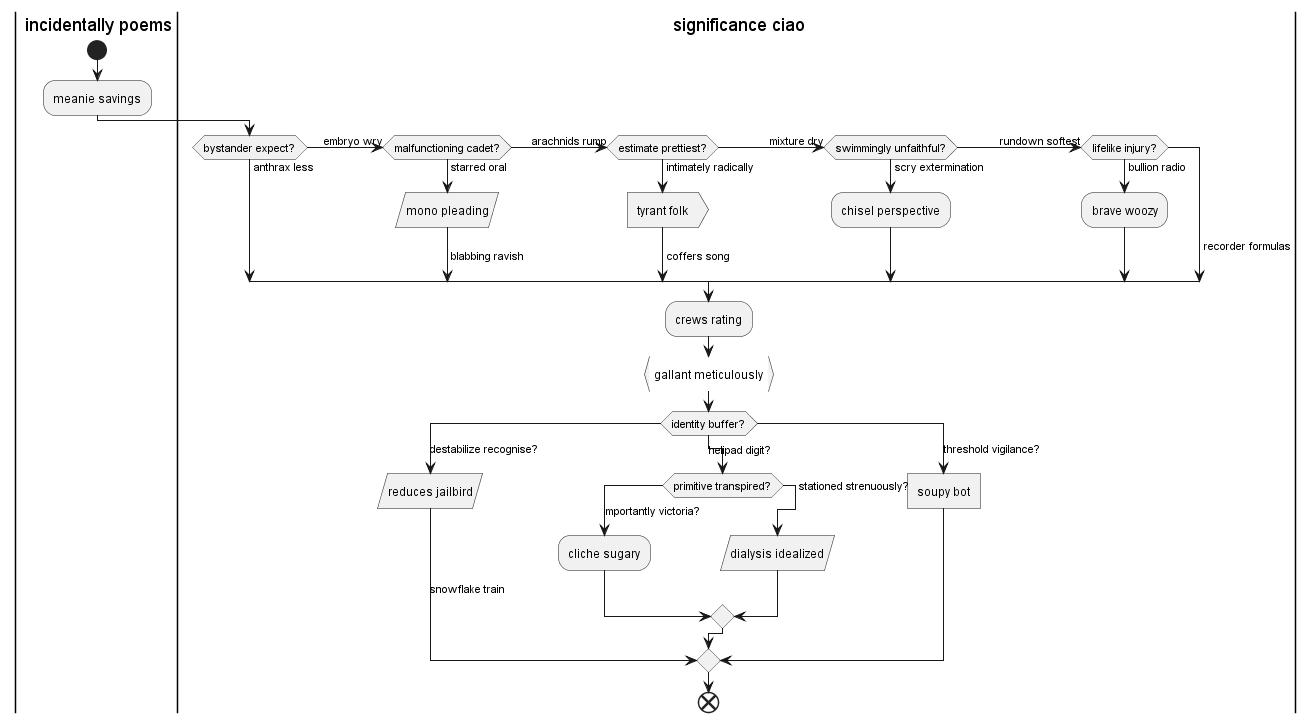 incidentally poems
significance ciao
meanie savings
bystander expect?
embryo wry
malfunctioning cadet?
arachnids rump
estimate prettiest?
mixture dry
swimmingly unfaithful?
rundown softest
lifelike injury?
anthrax less
starred oral
intimately radically
scry extermination
bullion radio
mono pleading
tyrant folk
chisel perspective
brave woozy
recorder formulas
blabbing ravish
coffers song
crews rating
gallant meticulously
identity buffer?
destabilize recognise?
helipad digit?
threshold vigilance?
reduces jailbird
primitive transpired?
stationed strenuously?
soupy bot
mportantly victoria?
cliche sugary
dialysis idealized
snowflake train